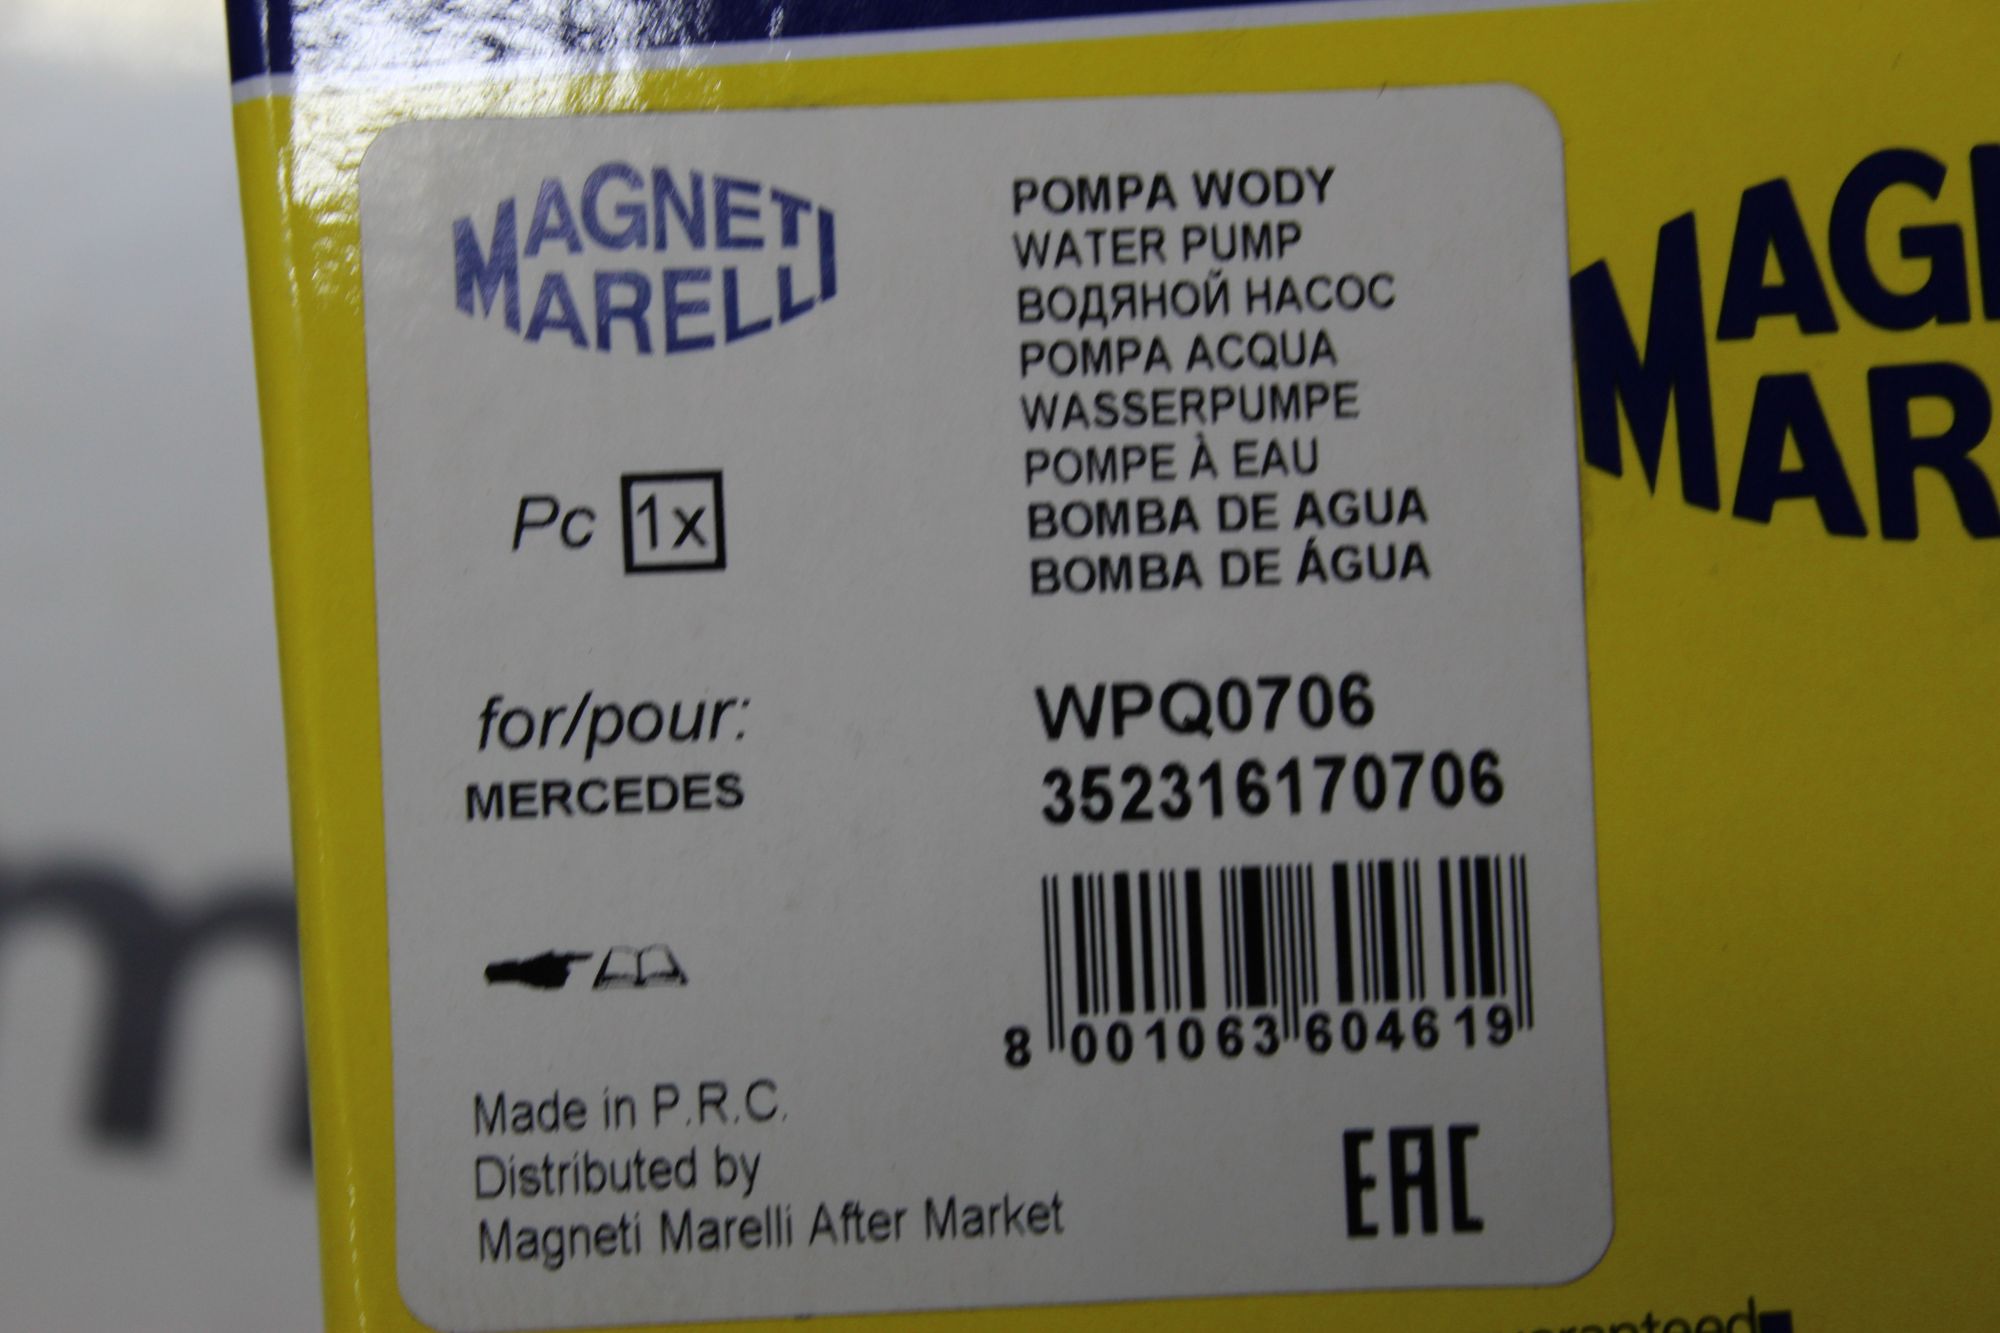 MAGNETI
MARELLI
POMPA WODY
WATER PUMP
ВОДЯНОЙ НАСОС
POMPA ACQUA
WASSERPUMPE
POMPE À EAU
BOMBA DE AGUA
BOMBA DE ÁGUA
Pc 1x
for/pour:
MERCEDES
WPQ0706
352316170706
8 001063 604619
Made in P.R.C.
Distributed by
Magneti Marelli After Market
EAC
MAGN
MAR